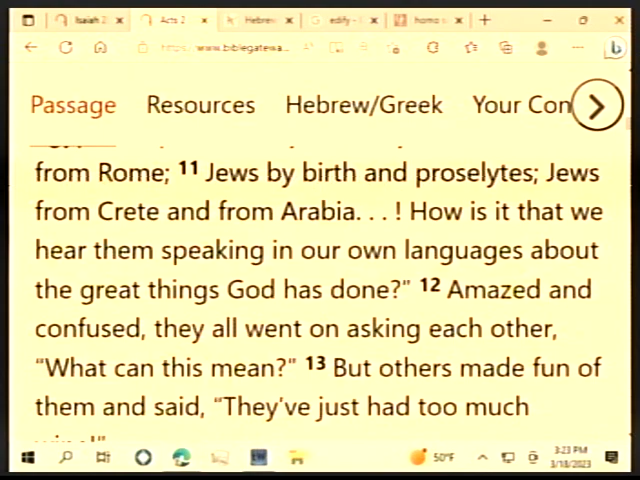 Isaiah 2
Acts 2
Hebrew
edify -
homo s
www.biblegatewa...
Passage Resources Hebrew/Greek Your Con
from Rome; 11 Jews by birth and proselytes; Jews
from Crete and from Arabia. . . ! How is it that we
hear them speaking in our own languages about
the great things God has done?” 12 Amazed and
confused, they all went on asking each other,
“What can this mean?” 13 But others made fun of
them and said, “They’ve just had too much
50°F
3:23 PM
3/18/2023